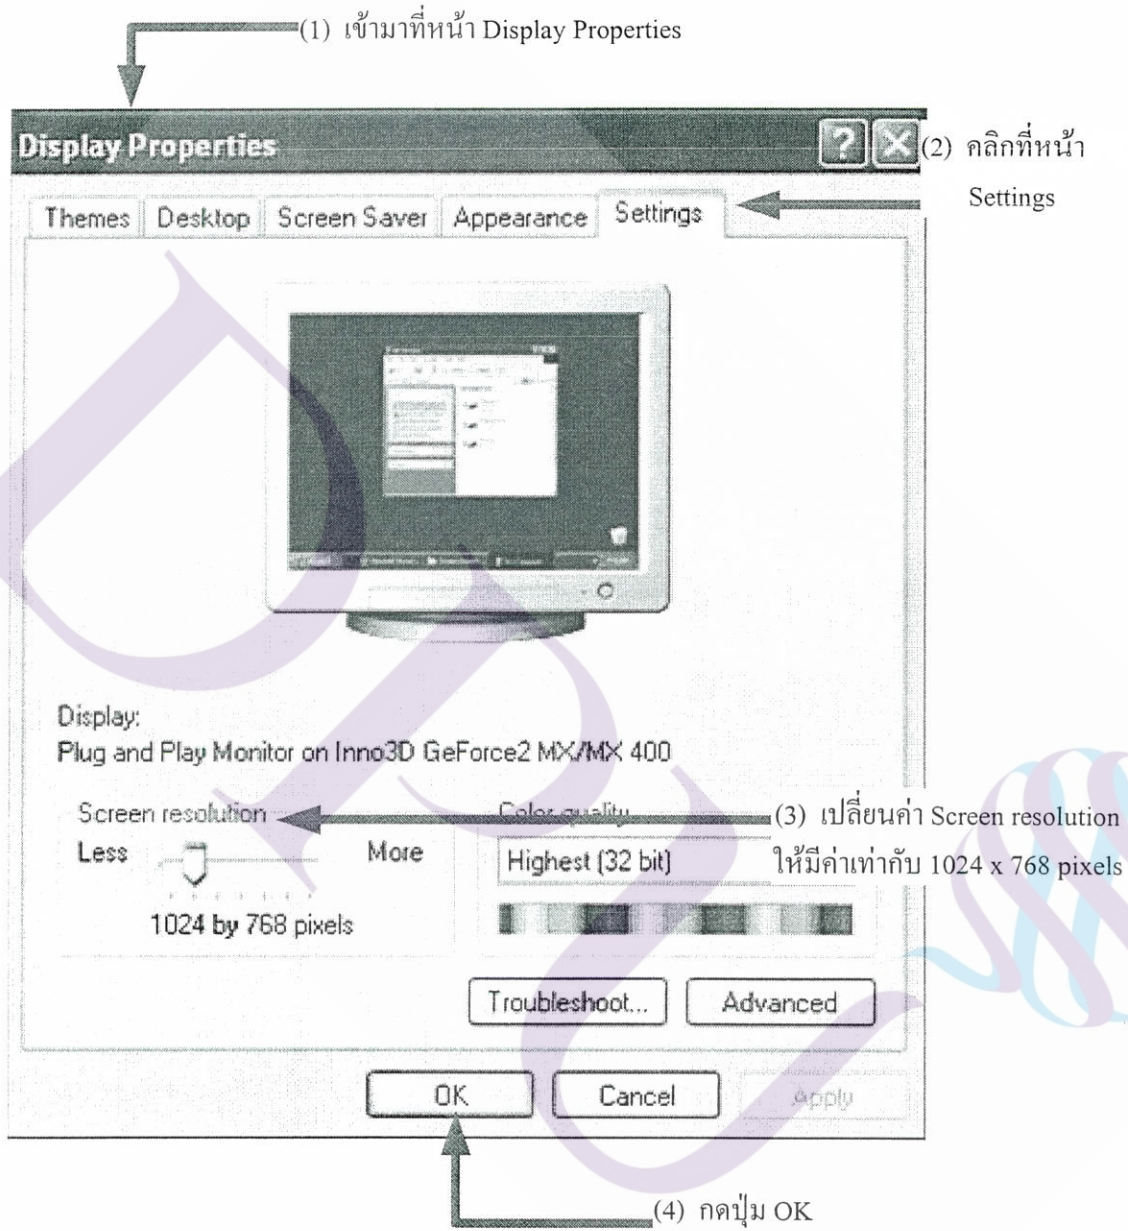 (1) เข้ามาที่หน้า Display Properties
Display Properties
(2) คลิกที่หน้า
Settings
Themes Desktop Screen Saver Appearance Settings
Display:
Plug and Play Monitor on Inno3D GeForce2 MX/MX 400
Screen resolution Color quality
(3) เปลี่ยนค่า Screen resolution
ให้มีค่าเท่ากับ 1024 x 768 pixels
Less More
Highest (32 bit)
1024 by 768 pixels
Troubleshoot... Advanced
OK Cancel Apply
(4) กดปุ่ม OK